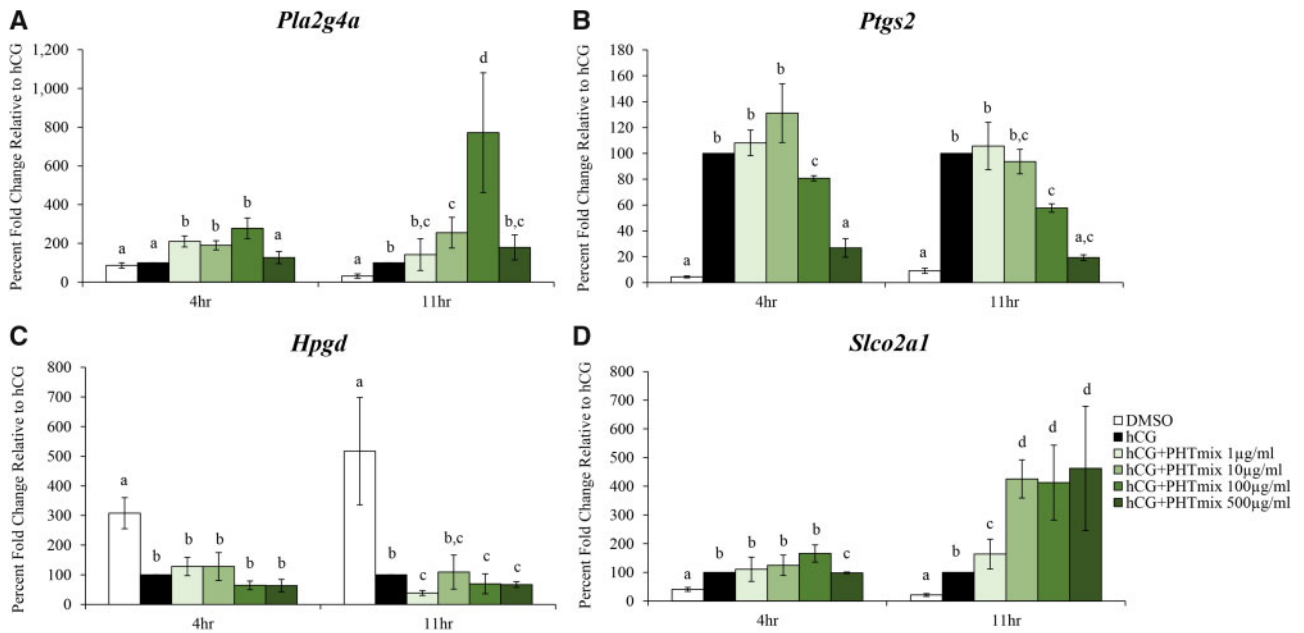 A
Pla2g4a
Percent Fold Change Relative to hCG
1,200
1,000
800
600
400
200
0
a a b b b a
a b b,c c d b,c
4hr 11hr
B
Ptgs2
Percent Fold Change Relative to hCG
180
160
140
120
100
80
60
40
20
0
a b b b c a
a b b b,c c a,c
4hr 11hr
C
Hpgd
Percent Fold Change Relative to hCG
800
700
600
500
400
300
200
100
0
a b b b b b
a b c b,c c c
4hr 11hr
D
Slco2a1
Percent Fold Change Relative to hCG
800
700
600
500
400
300
200
100
0
a b b b b c
a b c d d d
4hr 11hr
DMSO
hCG
hCG+PHTmix 1µg/ml
hCG+PHTmix 10µg/ml
hCG+PHTmix 100µg/ml
hCG+PHTmix 500µg/ml